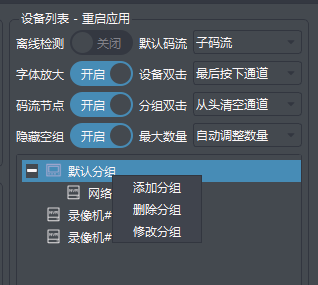 设备列表 - 重启应用
离线检测 关闭 默认码流 子码流
字体放大 开启 设备双击 最后按下通道
码流节点 开启 分组双击 从头清空通道
隐藏空组 开启 最大数量 自动调整数量
默认分组
网络
录像机#
录像机#
添加分组
删除分组
修改分组